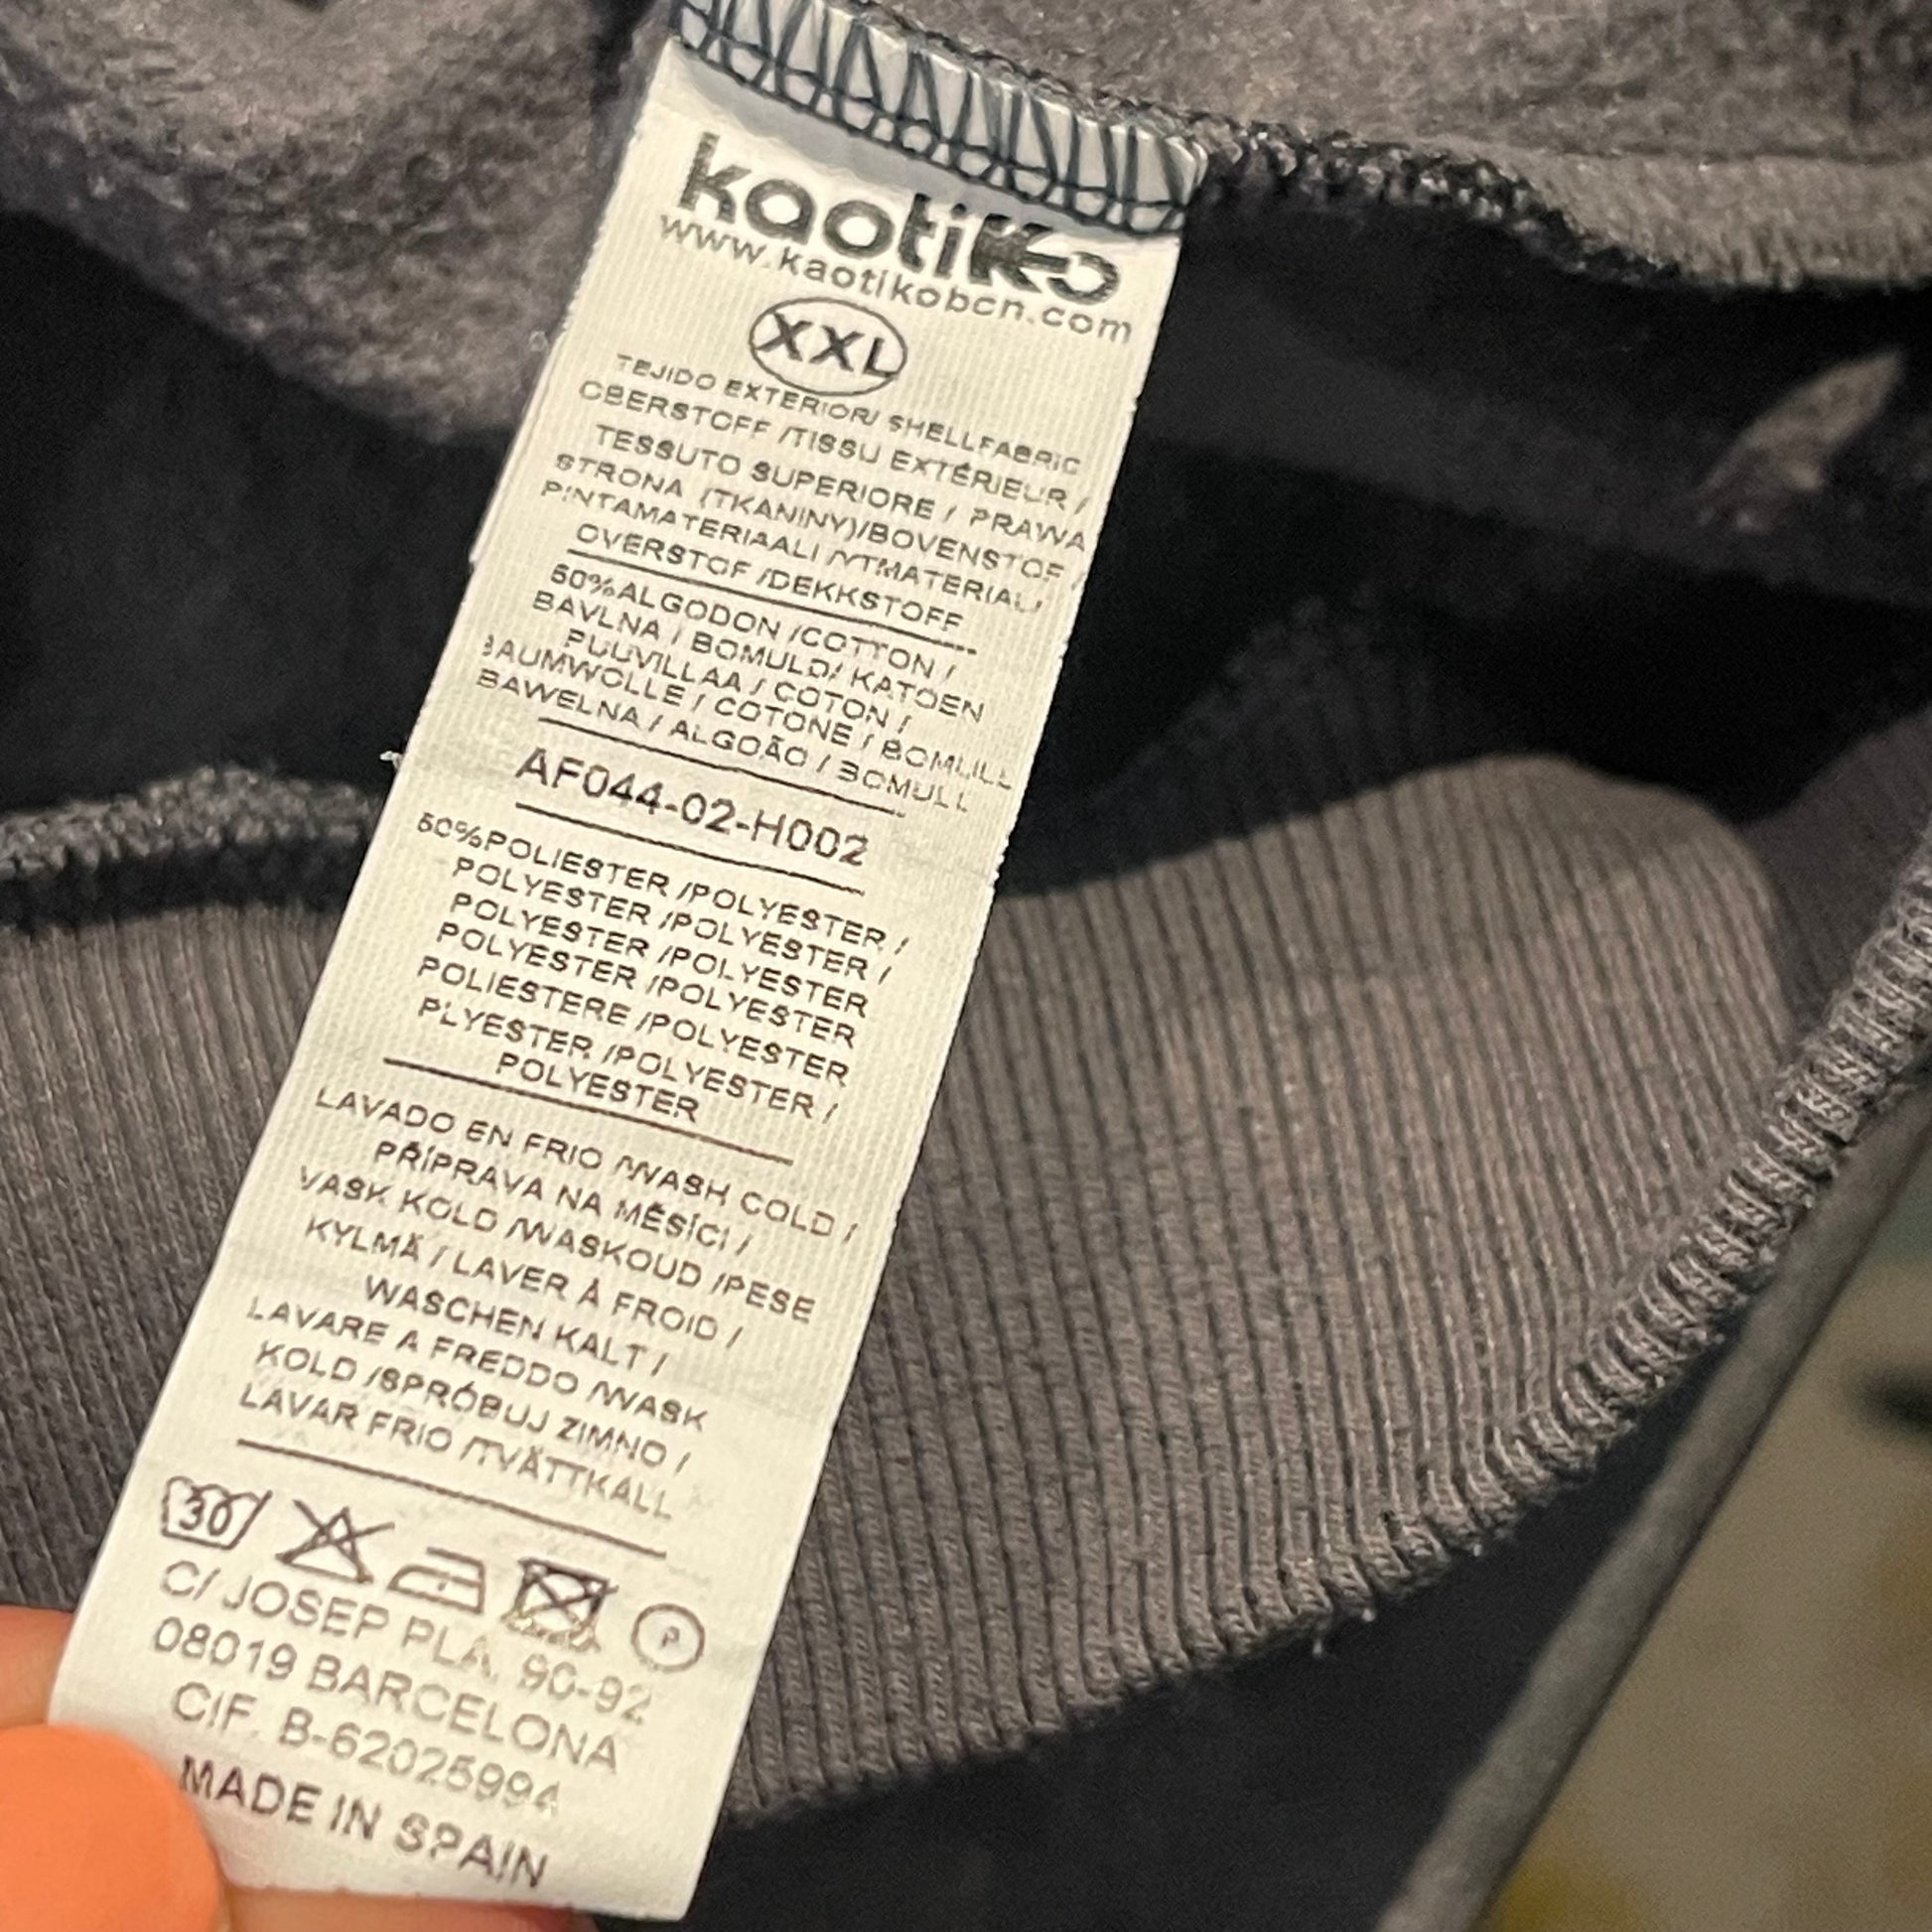 kaotiko
www.kaotikobcn.com
XXL
TEJIDO EXTERIOR/ SHELLFABRIC
OBERSTOFF /TISSU EXTÉRIEUR /
TESSUTO SUPERIORE / PRAWA
STRONA (TKANINY)/BOVENSTOF /
PINTAMATERIAALI /YTMATERIAL/
OVERSTOF /DEKKSTOFF
50%ALGODON /COTTON /
BAVLNA / BOMULD/ KATOEN
PUUVILLAA / COTON /
BAUMWOLLE / COTONE / BOMLILL
BAWELNA / ALGOÃO / BOMULL
AF044-02-H002
50%POLIESTER /POLYESTER /
POLYESTER /POLYESTER /
POLYESTER /POLYESTER
POLYESTER /POLYESTER
POLIESTERE /POLYESTER
PLYESTER /POLYESTER /
POLYESTER
LAVADO EN FRIO /WASH COLD /
PŘÍPRAVA NA MĚSÍCI /
VASK KOLD /WASKOUD /PESE
KYLMÄ / LAVER À FROID /
WASCHEN KALT /
LAVARE A FREDDO /WASK
KOLD /SPRÓBUJ ZIMNO /
LAVAR FRIO /TVÄTTKALL
30 P
C/ JOSEP PLA, 90-92
08019 BARCELONA
CIF. B-62025994
MADE IN SPAIN